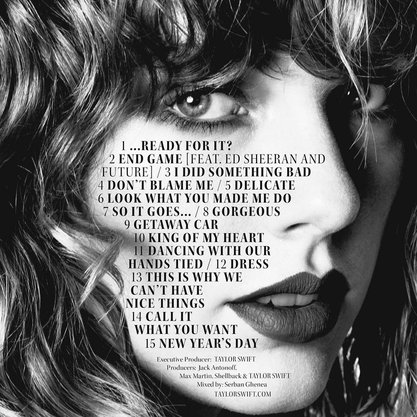 1 ...READY FOR IT?
2 END GAME [FEAT. ED SHEERAN AND
FUTURE] / 3 I DID SOMETHING BAD
4 DON'T BLAME ME / 5 DELICATE
6 LOOK WHAT YOU MADE ME DO
7 SO IT GOES... / 8 GORGEOUS
9 GETAWAY CAR
10 KING OF MY HEART
11 DANCING WITH OUR
HANDS TIED / 12 DRESS
13 THIS IS WHY WE
CAN'T HAVE
NICE THINGS
14 CALL IT
WHAT YOU WANT
15 NEW YEAR'S DAY
Executive Producer: TAYLOR SWIFT
Producers: Jack Antonoff,
Max Martin, Shellback & TAYLOR SWIFT
Mixed by: Serban Ghenea
TAYLORSWIFT.COM